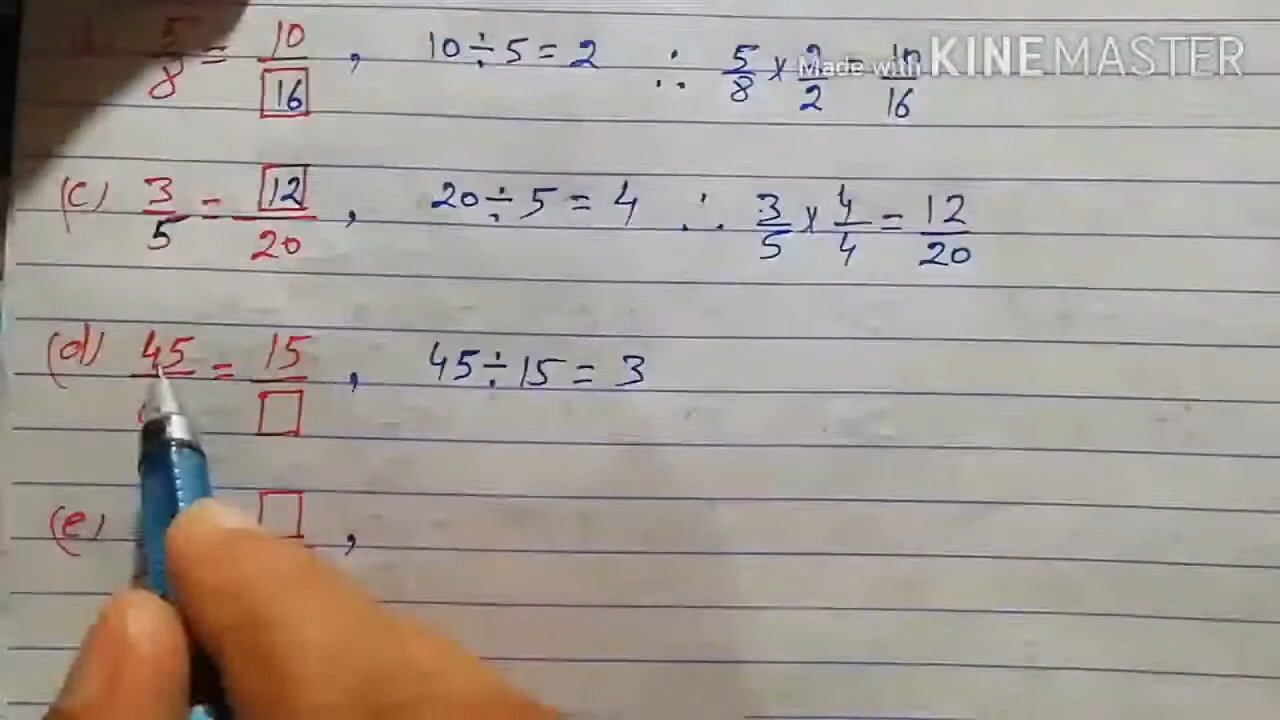 5/8 = 10/16 , 10 ÷ 5 = 2 ∴ 5/8 × 2/2 = 10/16
Made with KINEMASTER
(c) 3/5 = 12/20 , 20 ÷ 5 = 4 ∴ 3/5 × 4/4 = 12/20
(d) 45 = 15/□ , 45 ÷ 15 = 3
(e) □ ,